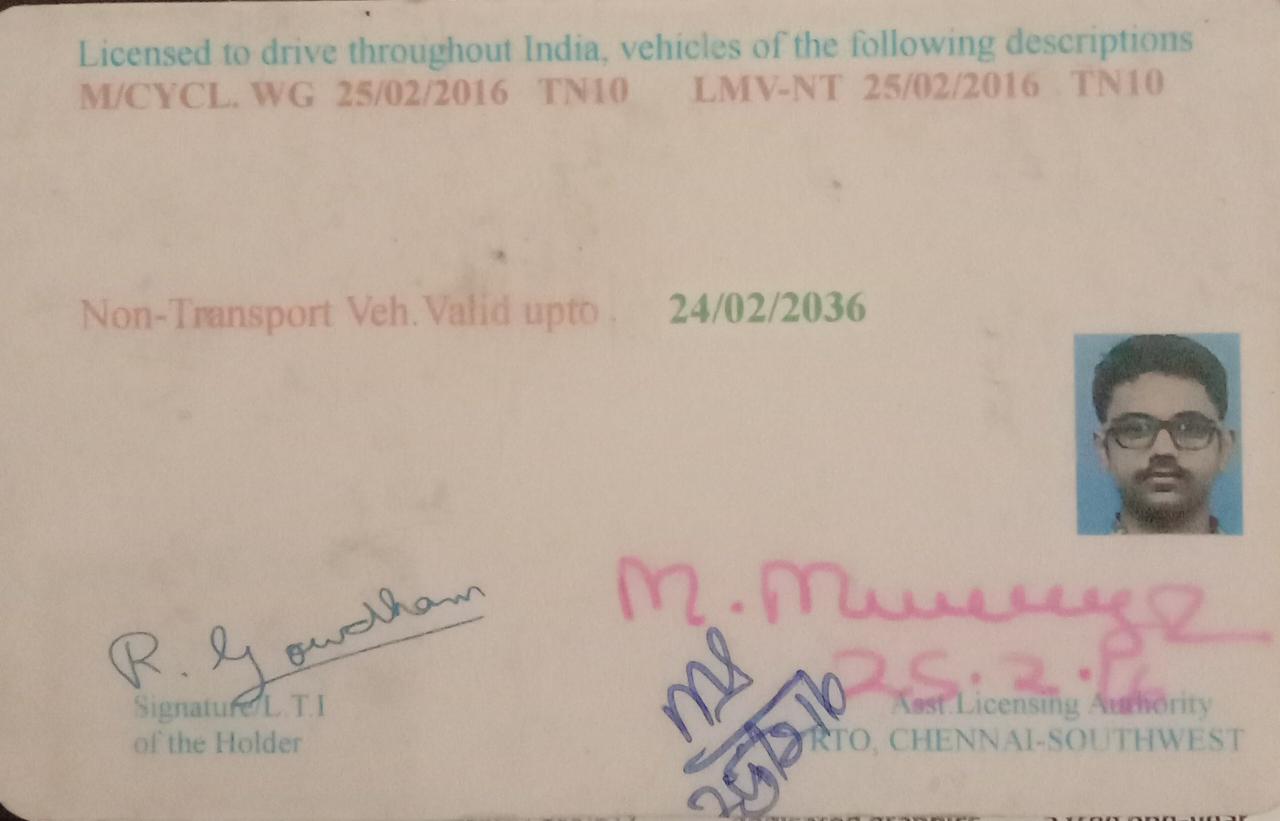 Licensed to drive throughout India, vehicles of the following descriptions
M/CYCL. WG 25/02/2016 TN10 LMV-NT 25/02/2016 TN10
Non-Transport Veh. Valid upto . 24/02/2036
R. Gowdham
Signature/L.T.I
of the Holder
M.
25.2.16
25/2/16
Asst.Licensing Authority
RTO, CHENNAI-SOUTHWEST